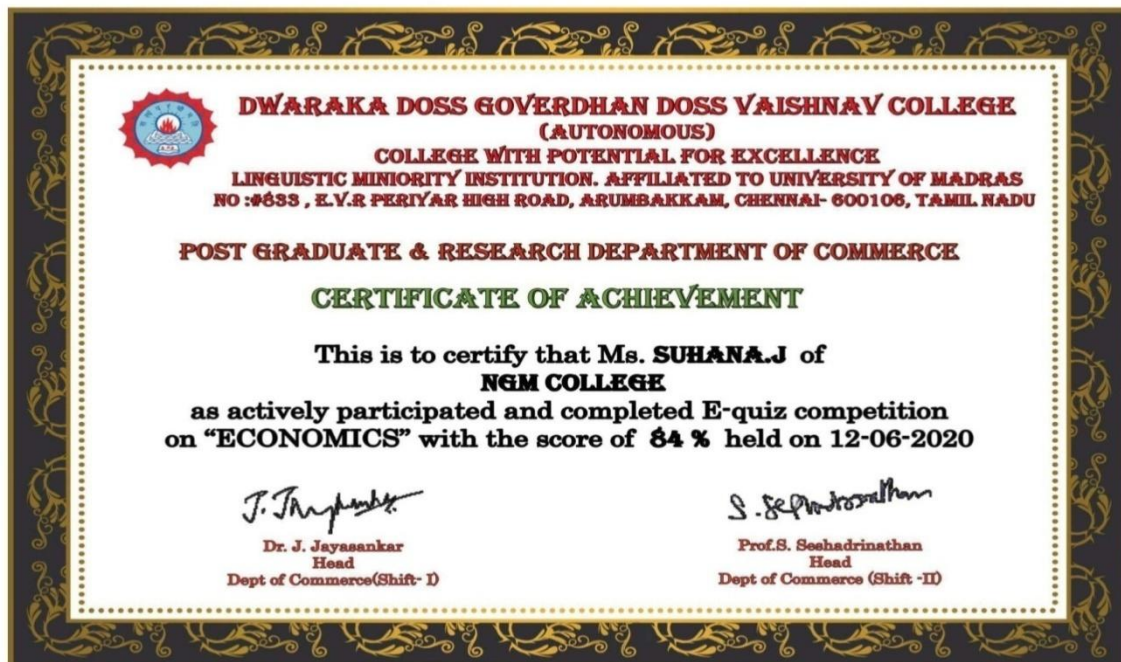 DWARAKA DOSS GOVERDHAN DOSS VAISHNAV COLLEGE
(AUTONOMOUS)
COLLEGE WITH POTENTIAL FOR EXCELLENCE
LINGUISTIC MINIORITY INSTITUTION. AFFILIATED TO UNIVERSITY OF MADRAS
NO :#833 , E.V.R PERIYAR HIGH ROAD, ARUMBAKKAM, CHENNAI- 600106, TAMIL NADU
POST GRADUATE & RESEARCH DEPARTMENT OF COMMERCE
CERTIFICATE OF ACHIEVEMENT
This is to certify that Ms. SUHANA.J of
NGM COLLEGE
as actively participated and completed E-quiz competition
on “ECONOMICS” with the score of 84 % held on 12-06-2020
Dr. J. Jayasankar
Head
Dept of Commerce(Shift- I)
Prof.S. Seshadrinathan
Head
Dept of Commerce (Shift -II)